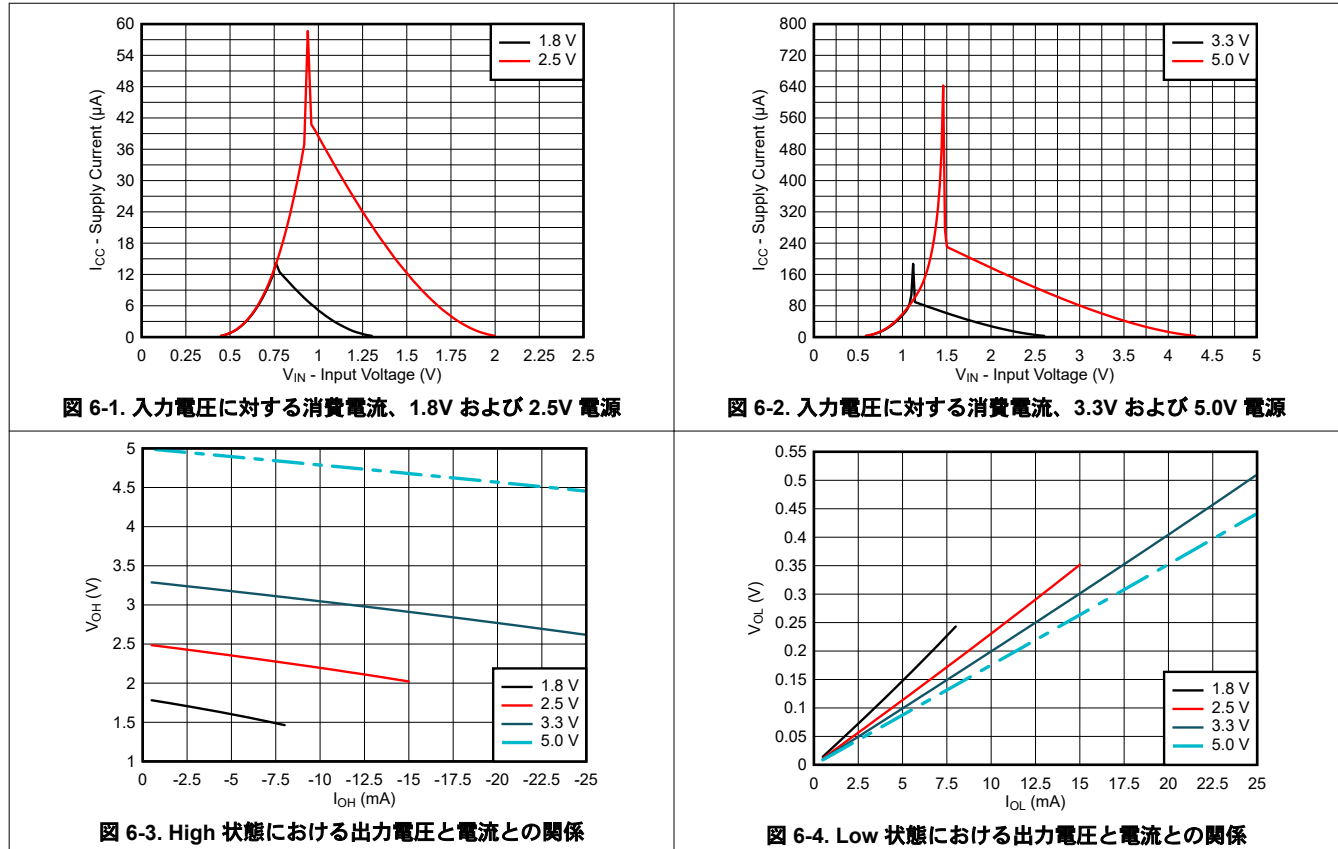 60
54
48
42
36
30
24
18
12
6
0
I_CC - Supply Current (µA)
1.8 V
2.5 V
0 0.25 0.5 0.75 1 1.25 1.5 1.75 2 2.25 2.5
V_IN - Input Voltage (V)
図 6-1. 入力電圧に対する消費電流、1.8V および 2.5V 電源
800
720
640
560
480
400
320
240
160
80
0
I_CC - Supply Current (µA)
3.3 V
5.0 V
0 0.5 1 1.5 2 2.5 3 3.5 4 4.5 5
V_IN - Input Voltage (V)
図 6-2. 入力電圧に対する消費電流、3.3V および 5.0V 電源
5
4.5
4
3.5
3
2.5
2
1.5
1
V_OH (V)
1.8 V
2.5 V
3.3 V
5.0 V
0 -2.5 -5 -7.5 -10 -12.5 -15 -17.5 -20 -22.5 -25
I_OH (mA)
図 6-3. High 状態における出力電圧と電流との関係
0.55
0.5
0.45
0.4
0.35
0.3
0.25
0.2
0.15
0.1
0.05
0
V_OL (V)
1.8 V
2.5 V
3.3 V
5.0 V
0 2.5 5 7.5 10 12.5 15 17.5 20 22.5 25
I_OL (mA)
図 6-4. Low 状態における出力電圧と電流との関係